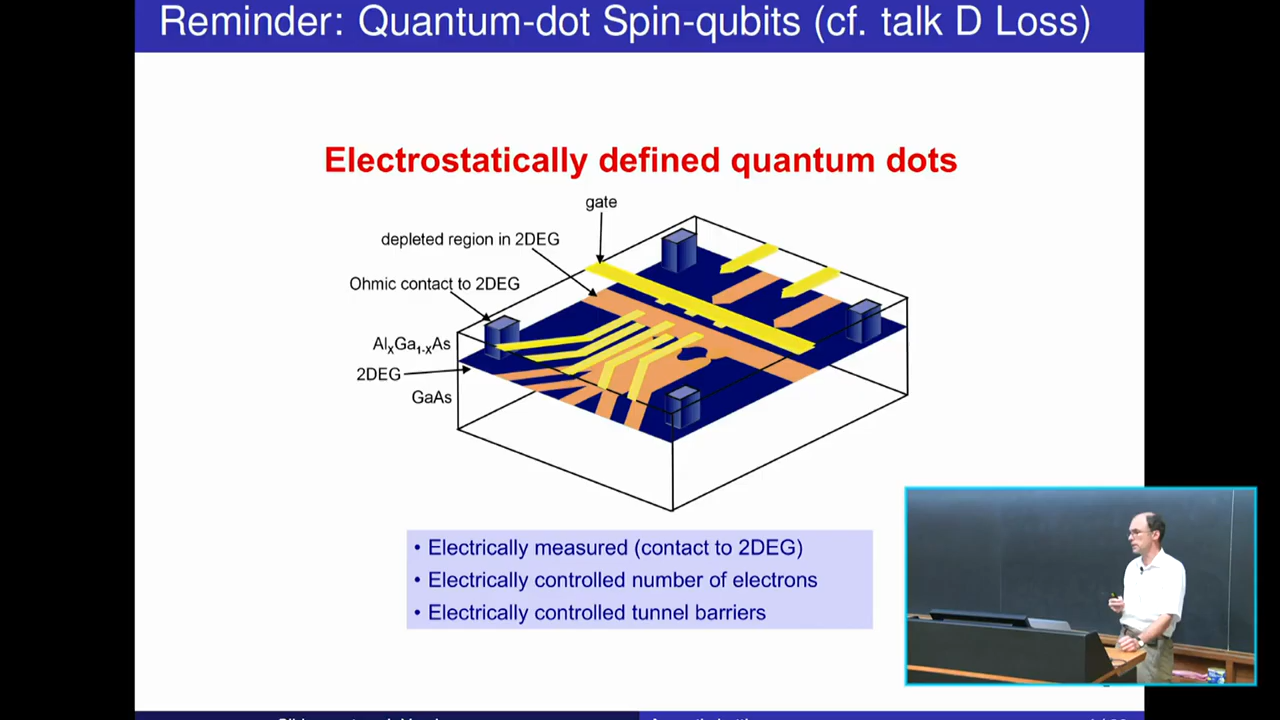 Reminder: Quantum-dot Spin-qubits (cf. talk D Loss)
Electrostatically defined quantum dots
gate
depleted region in 2DEG
Ohmic contact to 2DEG
AlxGa1-xAs
2DEG
GaAs
• Electrically measured (contact to 2DEG)
• Electrically controlled number of electrons
• Electrically controlled tunnel barriers